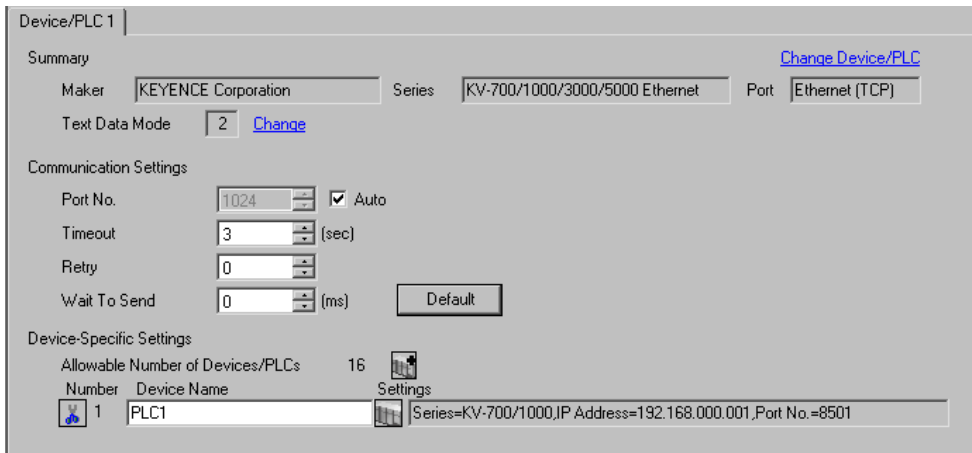 Device/PLC 1
Summary
Change Device/PLC
Maker KEYENCE Corporation Series KV-700/1000/3000/5000 Ethernet Port Ethernet (TCP)
Text Data Mode 2 Change
Communication Settings
Port No. 1024 Auto
Timeout 3 (sec)
Retry 0
Wait To Send 0 (ms) Default
Device-Specific Settings
Allowable Number of Devices/PLCs 16
Number Device Name Settings
1 PLC1 Series=KV-700/1000,IP Address=192.168.000.001,Port No.=8501